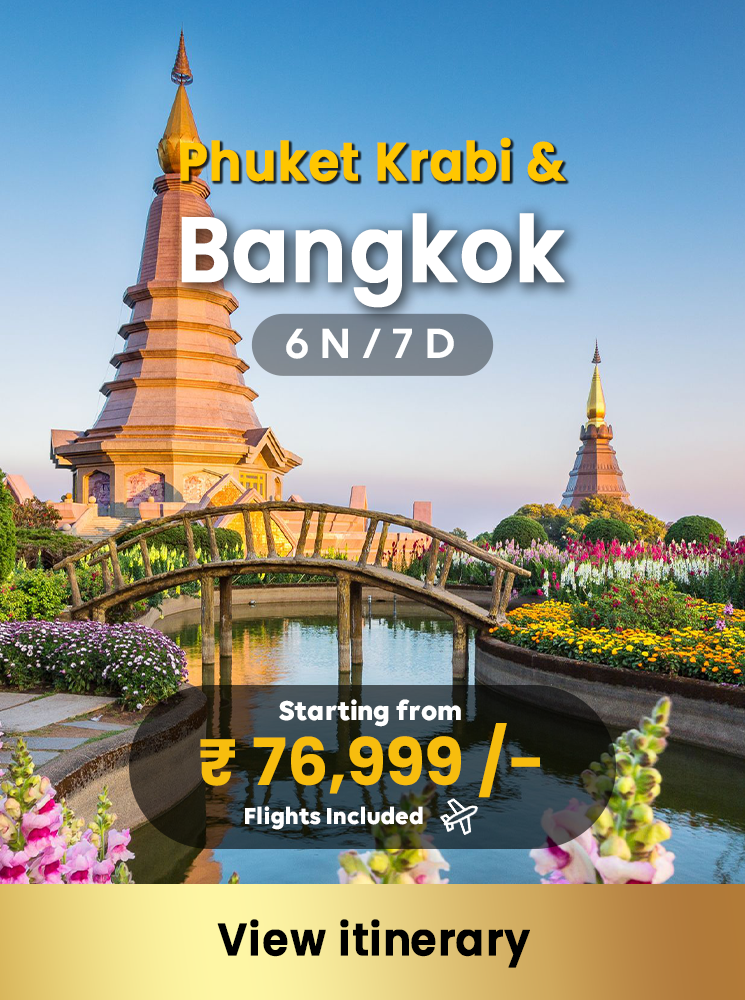 Phuket Krabi &
Bangkok
6 N / 7 D
Starting from
₹ 76,999 /-
Flights Included
View itinerary